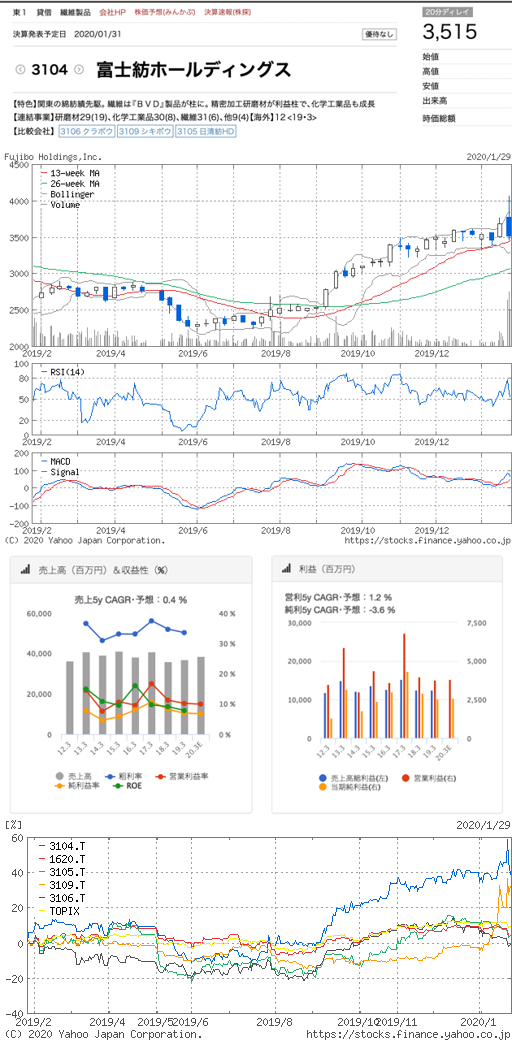 東1 貸借 繊維製品 会社HP 株価予想(みんかぶ) 決算速報(株探)
20分ディレイ
決算発表予定日 2020/01/31 優待なし
3,515
3104 富士紡ホールディングス
始値
高値
安値
出来高
時価総額
【特色】関東の綿紡績先駆。繊維は『BVD』製品が柱に。精密加工研磨材が利益柱で、化学工業品も成長
【連結事業】研磨材29(19)、化学工業品30(8)、繊維31(6)、他9(4)【海外】12 <19・3>
【比較会社】 3106 クラボウ 3109 シキボウ 3105 日清紡HD
Fujibo Holdings,Inc. 2020/1/29
4500
4000
3500
3000
2500
2000
13-week MA
26-week MA
Bollinger
Volume
2019/2 2019/4 2019/6 2019/8 2019/10 2019/12
100
80
50
20
0
RSI(14)
2019/2 2019/4 2019/6 2019/8 2019/10 2019/12
200
100
0
-100
-200
MACD
Signal
2019/2 2019/4 2019/6 2019/8 2019/10 2019/12
(C) 2020 Yahoo Japan Corporation. https://stocks.finance.yahoo.co.jp
売上高（百万円）＆収益性（%）
売上5y CAGR・予想：0.4 %
60,000
40,000
20,000
0
40 %
30 %
20 %
10 %
0 %
12.3 13.3 14.3 15.3 16.3 17.3 18.3 19.3 20.3E
売上高 粗利率 営業利益率
純利益率 ROE
利益（百万円）
営利5y CAGR・予想：1.2 %
純利5y CAGR・予想：-3.6 %
30,000
20,000
10,000
0
7,500
5,000
2,500
0
12.3 13.3 14.3 15.3 16.3 17.3 18.3 19.3 20.3E
売上高総利益(左) 営業利益(右)
当期純利益(右)
[%] 2020/1/29
60
40
20
0
-20
-40
3104.T
1620.T
3105.T
3109.T
3106.T
TOPIX
2019/2 2019/4 2019/5 2019/6 2019/8 2019/10 2019/11 2020/1
(C) 2020 Yahoo Japan Corporation. https://stocks.finance.yahoo.co.jp